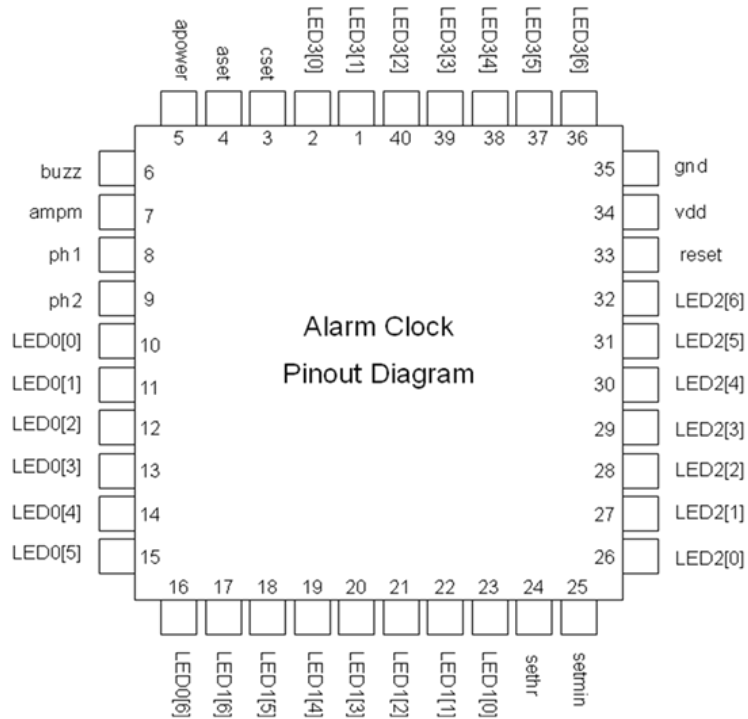 apower
aset
cset
LED3[0]
LED3[1]
LED3[2]
LED3[3]
LED3[4]
LED3[5]
LED3[6]
5 4 3 2 1 40 39 38 37 36
buzz 6 35 gnd
ampm 7 34 vdd
ph1 8 33 reset
ph2 9 32 LED2[6]
LED0[0] 10 31 LED2[5]
LED0[1] 11 30 LED2[4]
LED0[2] 12 29 LED2[3]
LED0[3] 13 28 LED2[2]
LED0[4] 14 27 LED2[1]
LED0[5] 15 26 LED2[0]
Alarm Clock
Pinout Diagram
16 17 18 19 20 21 22 23 24 25
LED0[6]
LED1[6]
LED1[5]
LED1[4]
LED1[3]
LED1[2]
LED1[1]
LED1[0]
sethr
setmin